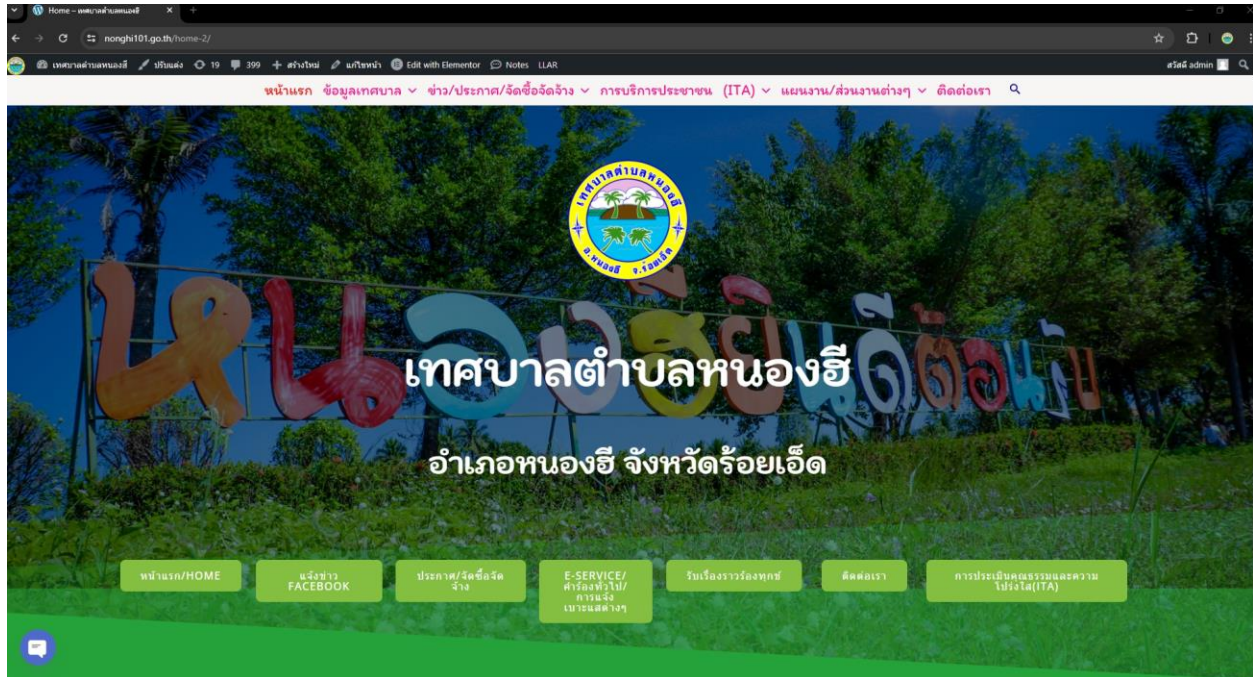 Home – เทศบาลตำบลหนองฮี
nonghi101.go.th/home-2/
เทศบาลตำบลหนองฮี ปรับแต่ง 19 399 สร้างใหม่ แก้ไขหน้า Edit with Elementor Notes LLAR สวัสดี admin
หน้าแรก ข้อมูลเทศบาล ข่าว/ประกาศ/จัดซื้อจัดจ้าง การบริการประชาชน (ITA) แผนงาน/ส่วนงานต่างๆ ติดต่อเรา
เทศบาลตำบลหนองฮี
อ.หนองฮี จ.ร้อยเอ็ด
หนองฮียินดีต้อนรับ
เทศบาลตำบลหนองฮี
อำเภอหนองฮี จังหวัดร้อยเอ็ด
หน้าแรก/HOME
แจ้งข่าว
FACEBOOK
ประกาศ/จัดซื้อจัด
จ้าง
E-SERVICE/
คำร้องทั่วไป/
การแจ้ง
เบาะแสต่างๆ
รับเรื่องราวร้องทุกข์
ติดต่อเรา
การประเมินคุณธรรมและความ
โปร่งใส(ITA)